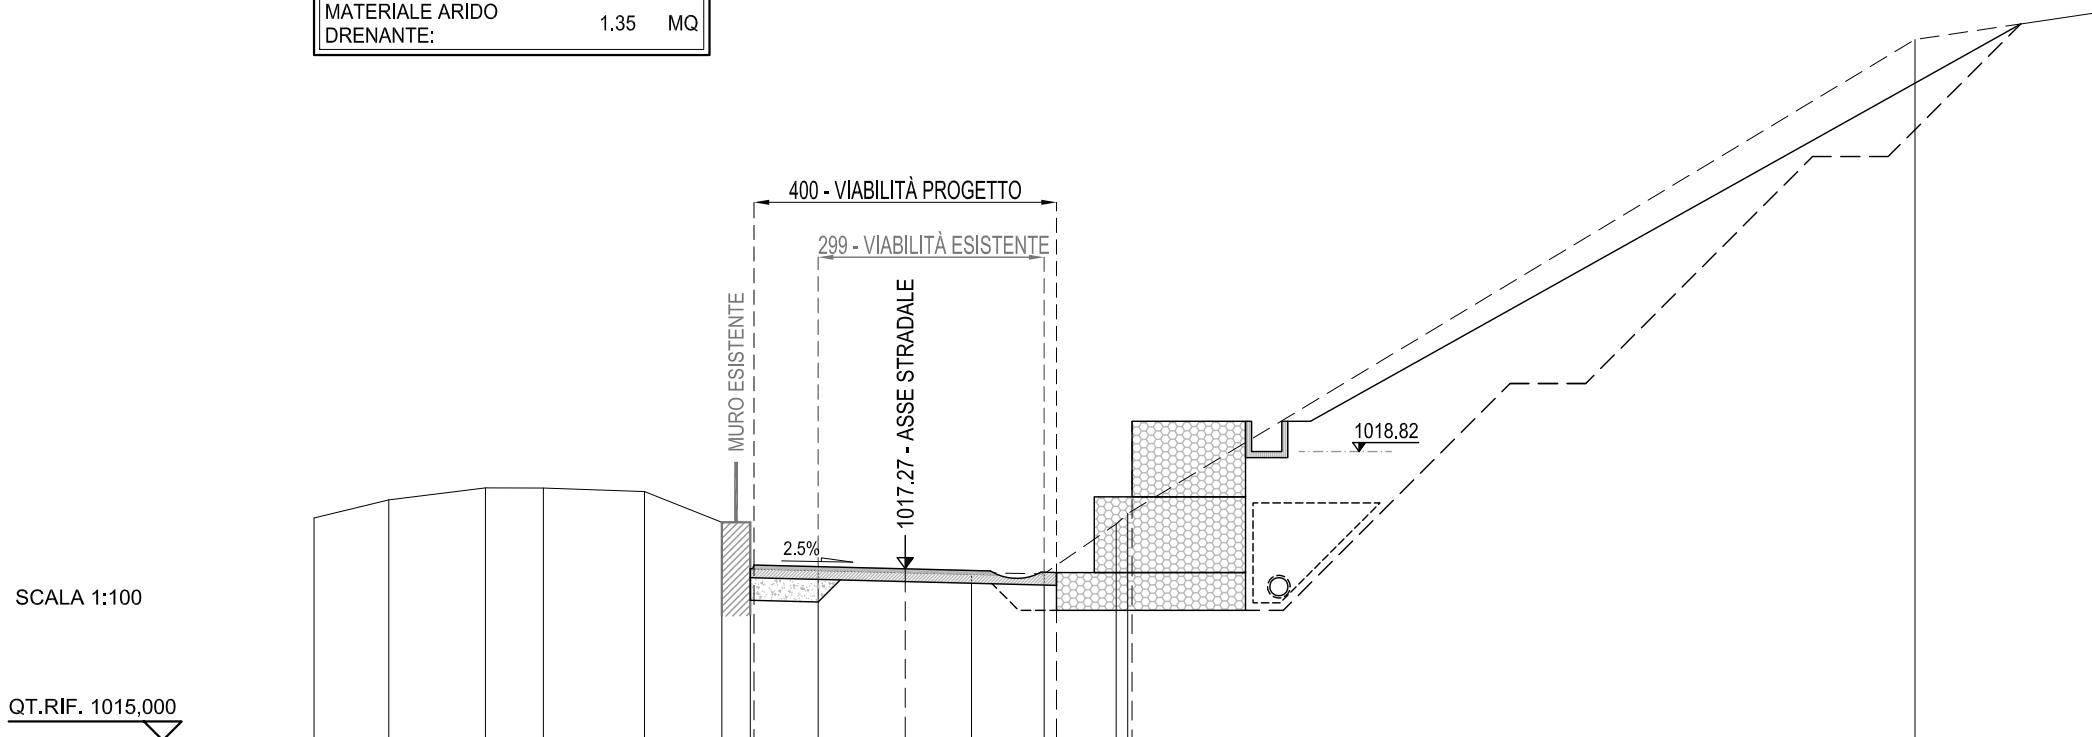 MATERIALE ARIDO
DRENANTE:
1.35 MQ
400 - VIABILITÀ PROGETTO
299 - VIABILITÀ ESISTENTE
MURO ESISTENTE
1017.27 - ASSE STRADALE
1018.82
2.5%
SCALA 1:100
QT.RIF. 1015,000